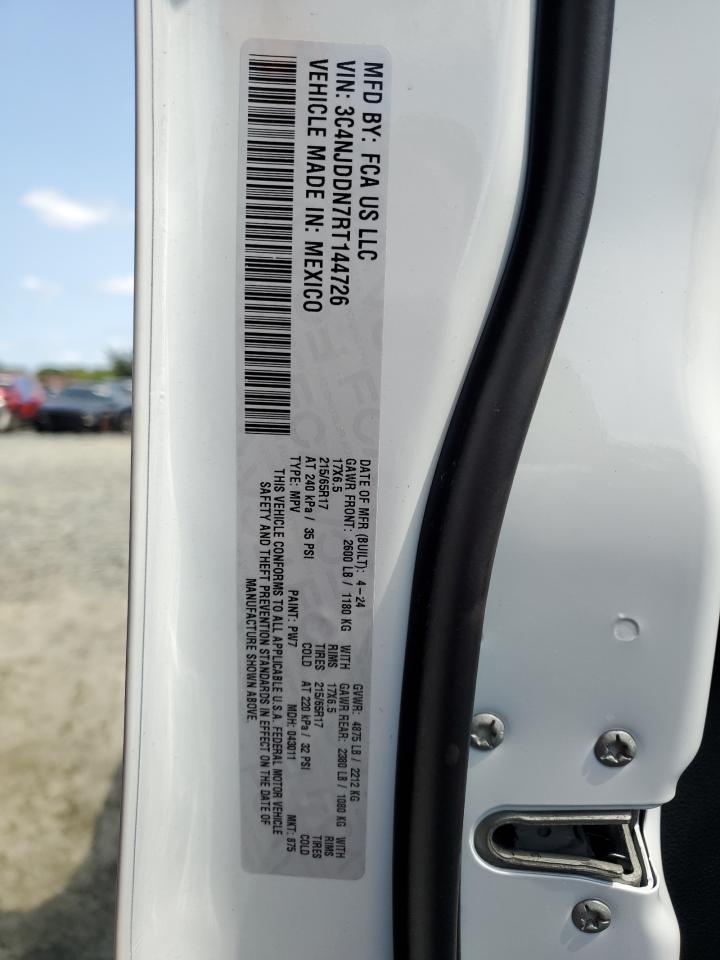 MFD BY: FCA US LLC
VIN: 3C4NJDDN7RT144726
VEHICLE MADE IN: MEXICO
DATE OF MFR (BUILT): 4-24 GVWR: 4875 LB / 2212 KG
GAWR FRONT: 2600 LB / 1180 KG WITH GAWR REAR: 2380 LB / 1080 KG WITH
17X6.5 RIMS 17X6.5 RIMS
215/65R17 TIRES 215/65R17 TIRES
AT 240 kPa / 35 PSI COLD AT 220 kPa / 32 PSI COLD
TYPE: MPV PAINT: PW7 MDH: 043011 MKT: 875
THIS VEHICLE CONFORMS TO ALL APPLICABLE U.S.A. FEDERAL MOTOR VEHICLE
SAFETY AND THEFT PREVENTION STANDARDS IN EFFECT ON THE DATE OF
MANUFACTURE SHOWN ABOVE.